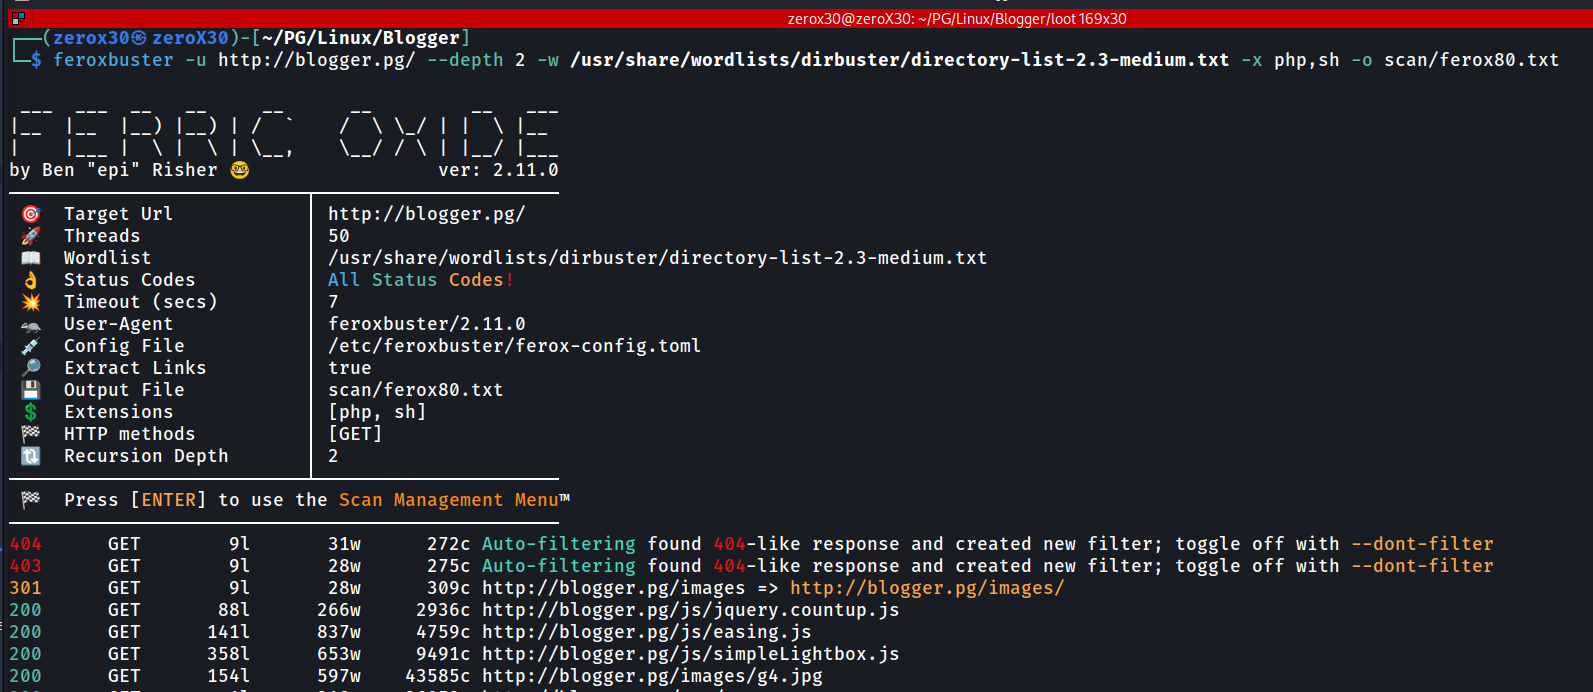 zerox30@zeroX30: ~/PG/Linux/Blogger/loot 169x30
┌──(zerox30㉿zeroX30)-[~/PG/Linux/Blogger]
└─$ feroxbuster -u http://blogger.pg/ --depth 2 -w /usr/share/wordlists/dirbuster/directory-list-2.3-medium.txt -x php,sh -o scan/ferox80.txt
FERRIC OXIDE
by Ben "epi" Risher 🤓 ver: 2.11.0
🎯 Target Url │ http://blogger.pg/
🚀 Threads │ 50
📖 Wordlist │ /usr/share/wordlists/dirbuster/directory-list-2.3-medium.txt
👌 Status Codes │ All Status Codes!
💥 Timeout (secs) │ 7
🦡 User-Agent │ feroxbuster/2.11.0
💉 Config File │ /etc/feroxbuster/ferox-config.toml
🔎 Extract Links │ true
💾 Output File │ scan/ferox80.txt
💲 Extensions │ [php, sh]
🏁 HTTP methods │ [GET]
🔃 Recursion Depth │ 2
🏁 Press [ENTER] to use the Scan Management Menu™
404 GET 9l 31w 272c Auto-filtering found 404-like response and created new filter; toggle off with --dont-filter
403 GET 9l 28w 275c Auto-filtering found 404-like response and created new filter; toggle off with --dont-filter
301 GET 9l 28w 309c http://blogger.pg/images => http://blogger.pg/images/
200 GET 88l 266w 2936c http://blogger.pg/js/jquery.countup.js
200 GET 141l 837w 4759c http://blogger.pg/js/easing.js
200 GET 358l 653w 9491c http://blogger.pg/js/simpleLightbox.js
200 GET 154l 597w 43585c http://blogger.pg/images/g4.jpg